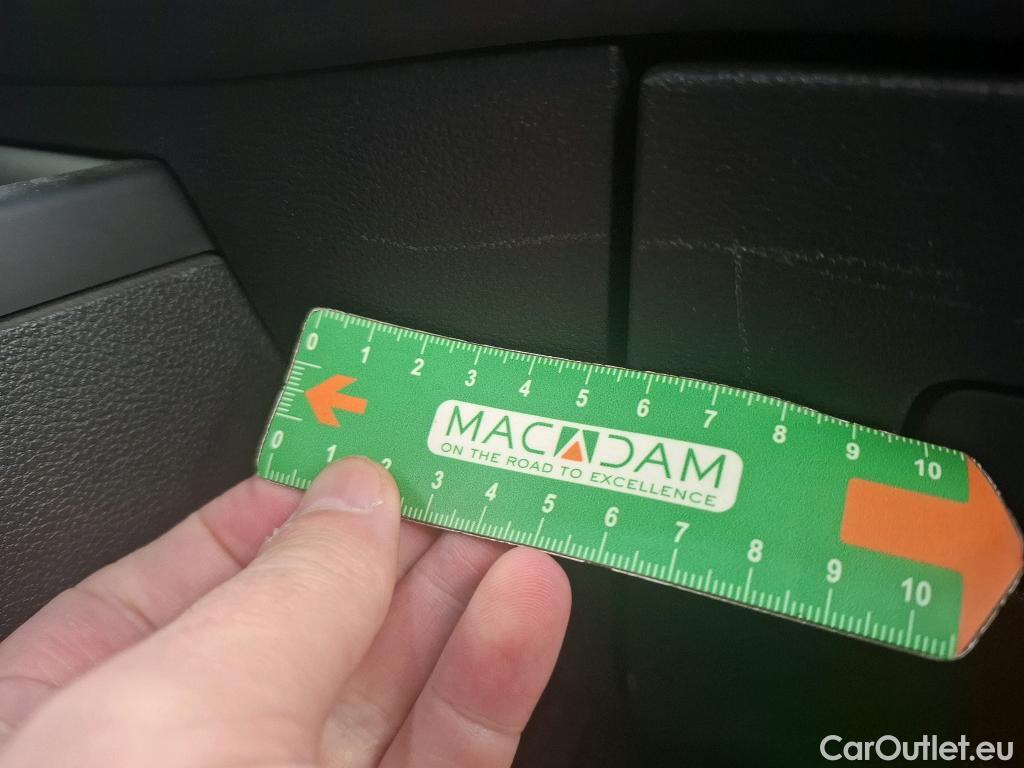 0 1 2 3 4 5 6 7 8 9 10
MACADAM
ON THE ROAD TO EXCELLENCE
0 1 2 3 4 5 6 7 8 9 10
CarOutlet.eu